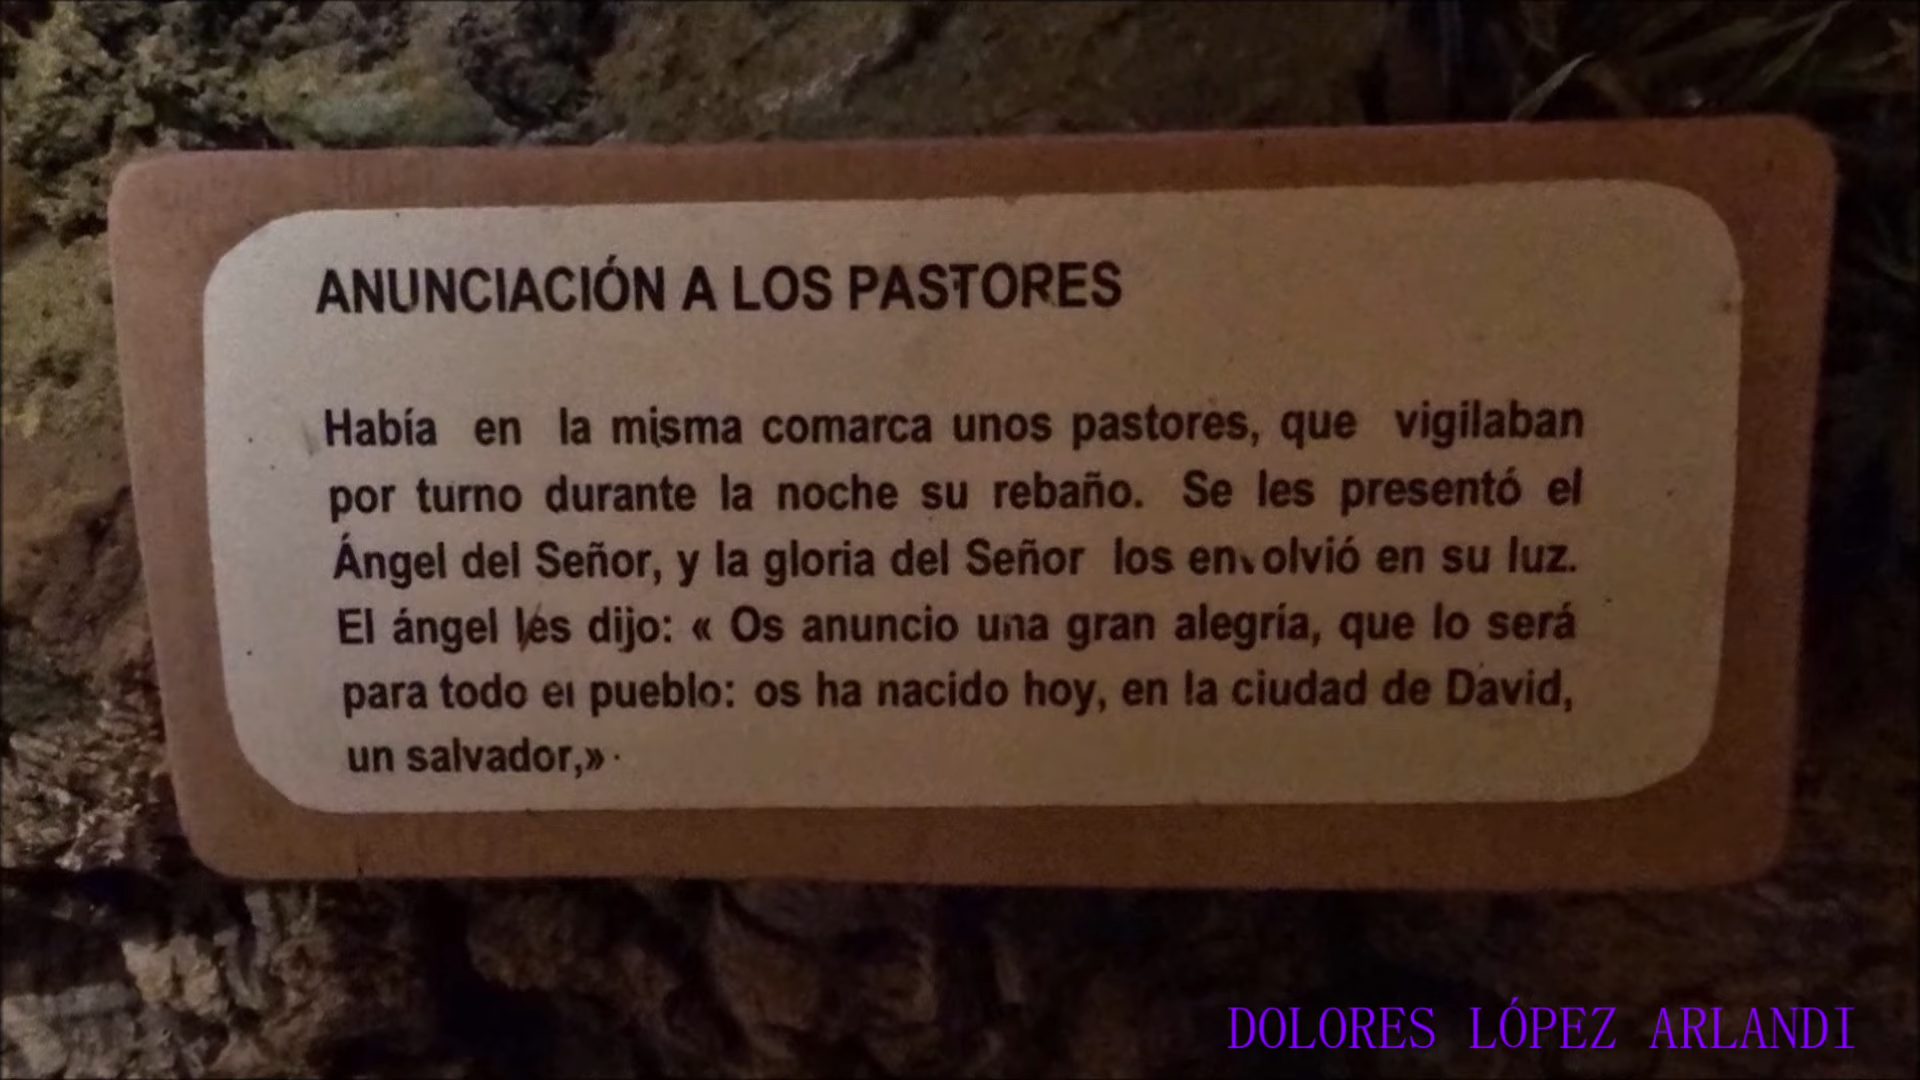 ANUNCIACIÓN A LOS PASTORES
Había en la misma comarca unos pastores, que vigilaban
por turno durante la noche su rebaño. Se les presentó el
Ángel del Señor, y la gloria del Señor los envolvió en su luz.
El ángel les dijo: « Os anuncio una gran alegría, que lo será
para todo el pueblo: os ha nacido hoy, en la ciudad de David,
un salvador,»
DOLORES LÓPEZ ARLANDI